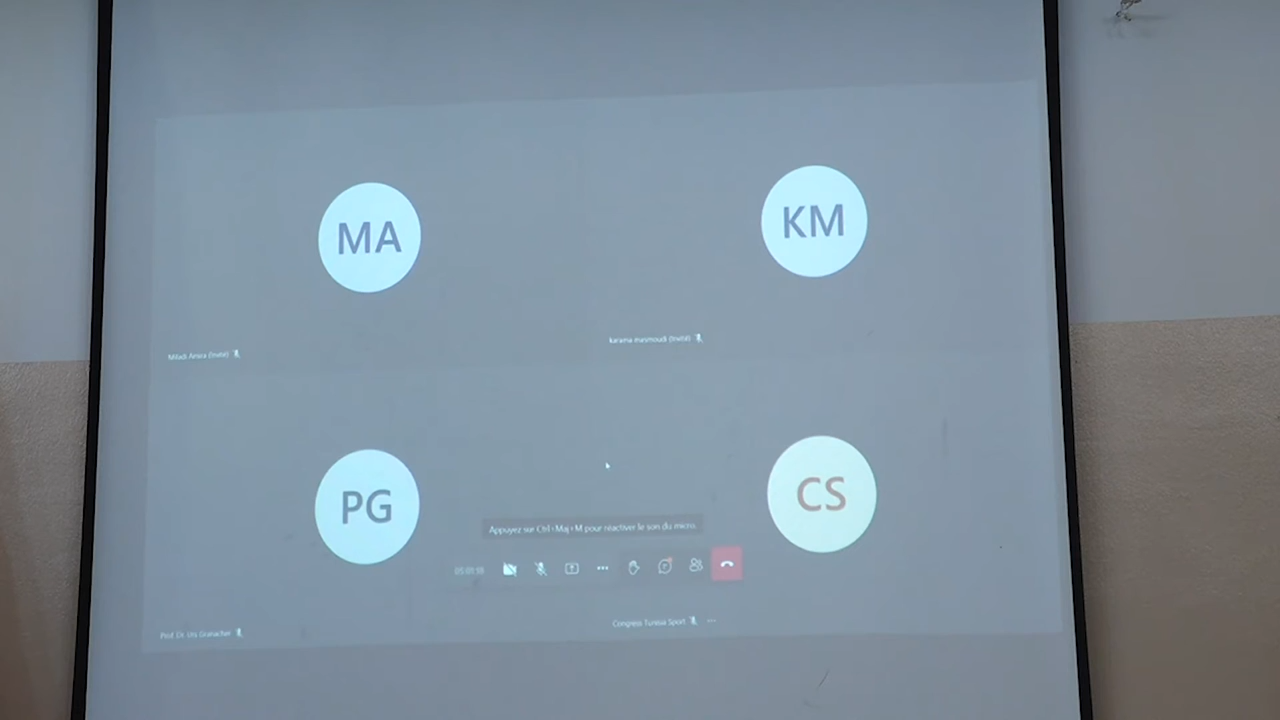 MA
KM
Miladi Amira (Invité)
karama masmoudi (Invité)
PG
CS
Appuyez sur Ctrl+Maj+M pour réactiver le son du micro.
Congress Tunisia Sport
Prof. Dr. Urs Granacher